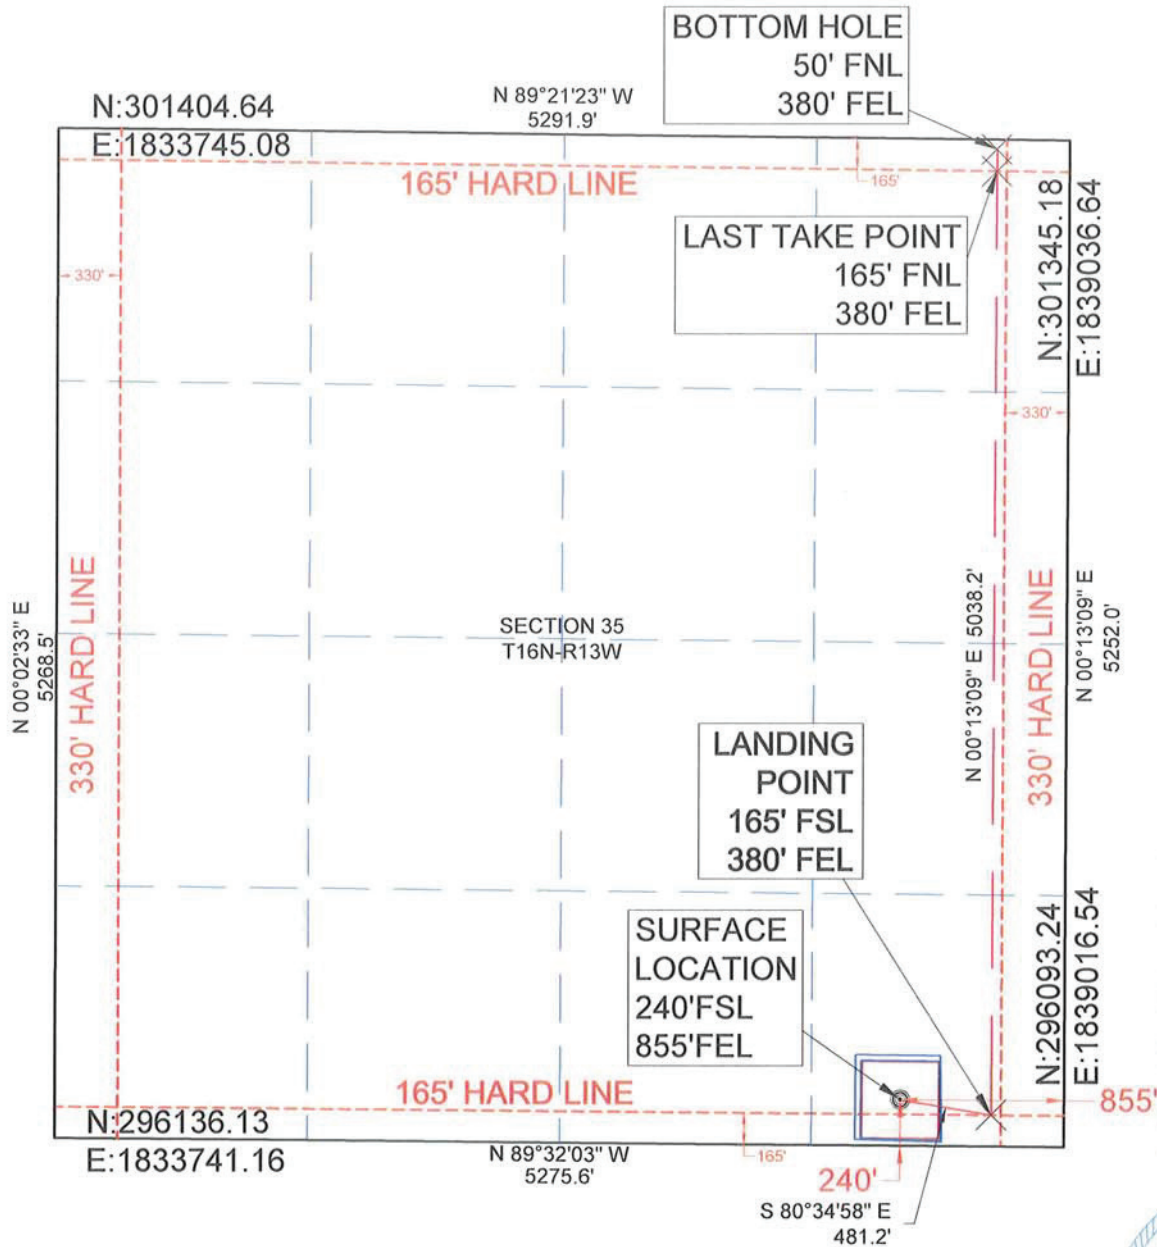 BOTTOM HOLE
50' FNL
380' FEL
N 89°21'23" W
5291.9'
N:301404.64
E:1833745.08
165' HARD LINE
165'
LAST TAKE POINT
165' FNL
380' FEL
N:301345.18
E:1839036.64
330'
330'
N 00°02'33" E
5268.5'
330' HARD LINE
SECTION 35
T16N-R13W
N 00°13'09" E 5038.2'
330' HARD LINE
N 00°13'09" E
5252.0'
LANDING
POINT
165' FSL
380' FEL
SURFACE
LOCATION
240'FSL
855'FEL
N:296093.24
E:1839016.54
165' HARD LINE
855'
N:296136.13
E:1833741.16
N 89°32'03" W
5275.6'
165'
240'
S 80°34'58" E
481.2'